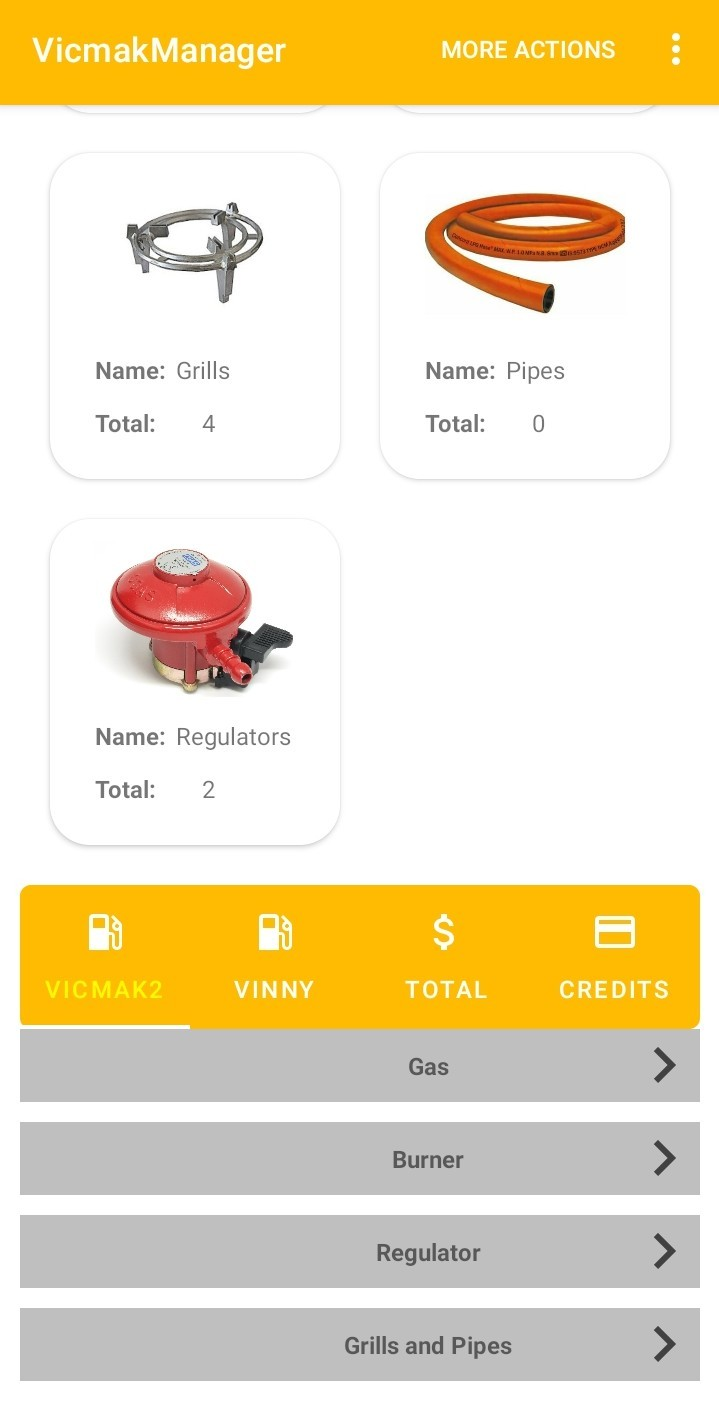 VicmakManager MORE ACTIONS
Name: Grills
Total: 4
Name: Pipes
Total: 0
Name: Regulators
Total: 2
VICMAK2 VINNY TOTAL CREDITS
Gas
Burner
Regulator
Grills and Pipes